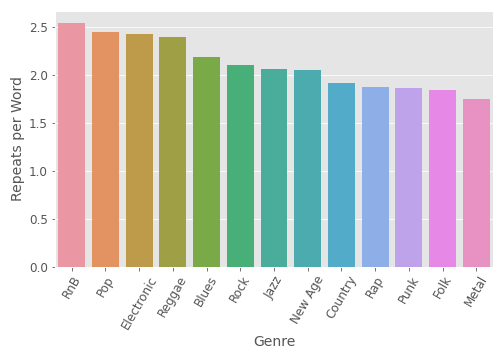 2.5
2.0
1.5
1.0
0.5
0.0
Repeats per Word
RnB
Pop
Electronic
Reggae
Blues
Rock
Jazz
New Age
Country
Rap
Punk
Folk
Metal
Genre